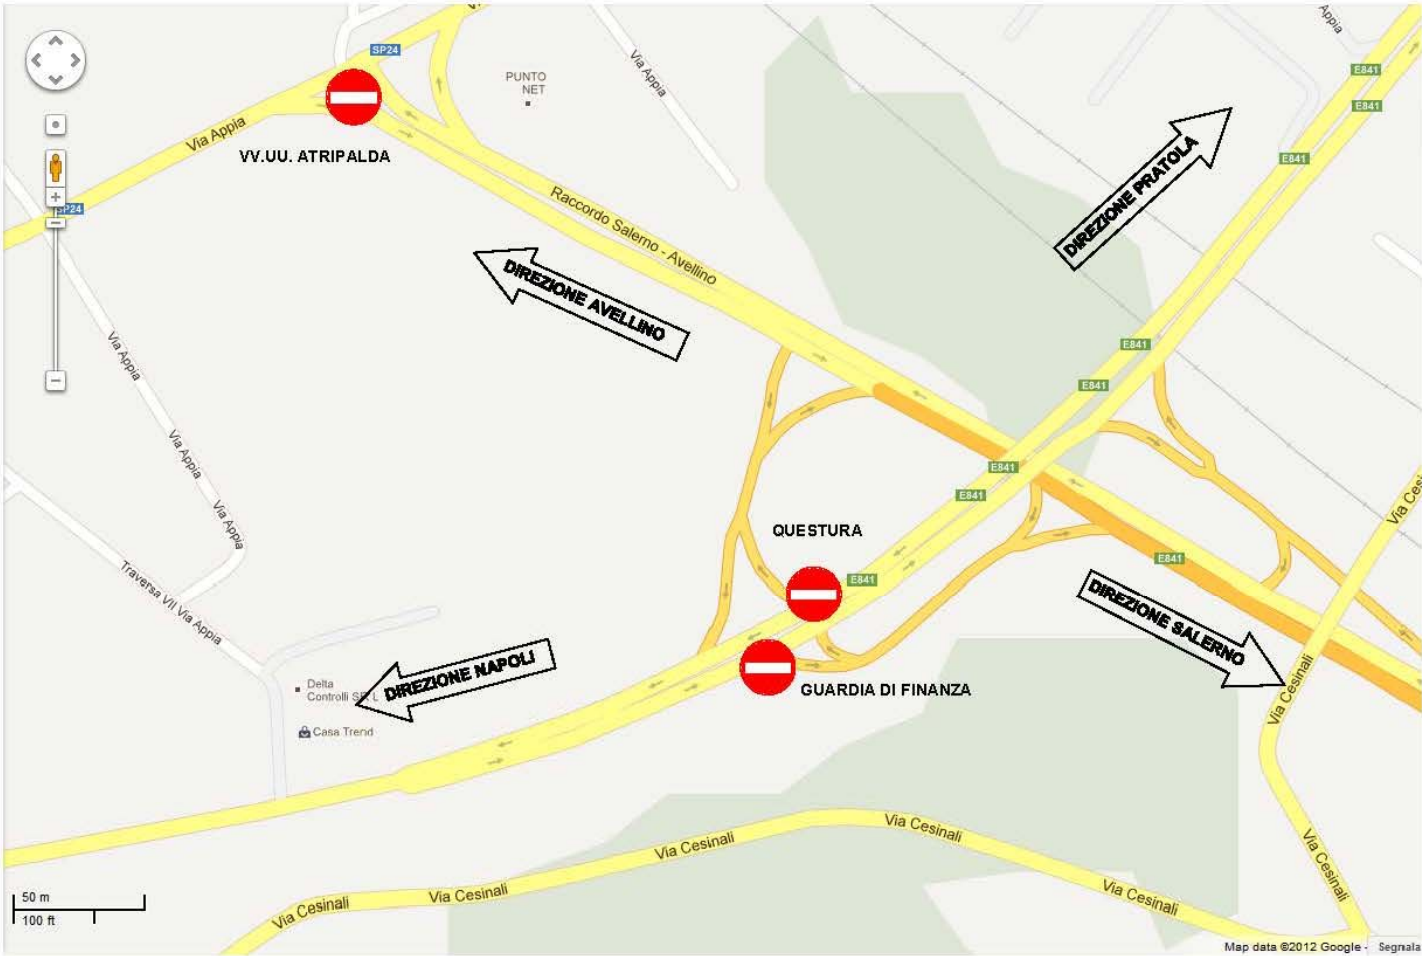 SP24
PUNTO
NET
Via Appia
Appia
E841
E841
Via Appia
VV.UU. ATRIPALDA
E841
SP24
Raccordo Salerno - Avellino
DIREZIONE PRATOLA
DIREZIONE AVELLINO
Via Appia
E841
E841
Via Appia
E841
E841
Via Appia
QUESTURA
E841
E841
Traversa VII Via Appia
DIREZIONE SALERNO
DIREZIONE NAPOLI
Delta
Controlli
GUARDIA DI FINANZA
Via Cesinali
Casa Trend
Via Cesinali
Via Cesinali
Via Cesinali
Via Cesinali
Via Cesinali
Via Cesinali
50 m
100 ft
Map data ©2012 Google - Segnala